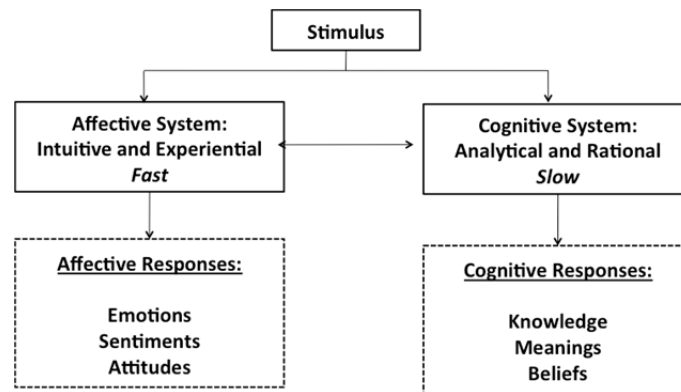 Stimulus
Affective System:
Intuitive and Experiential
Fast
Cognitive System:
Analytical and Rational
Slow
Affective Responses:
Emotions
Sentiments
Attitudes
Cognitive Responses:
Knowledge
Meanings
Beliefs